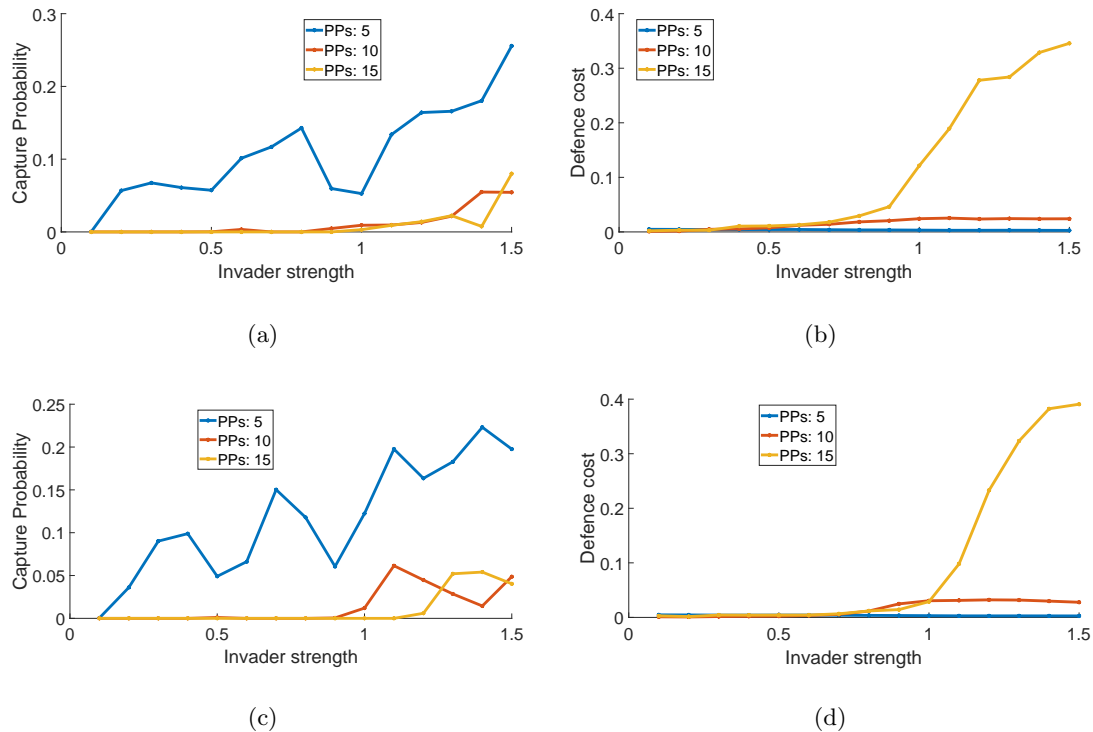 0.3
0.2
0.1
0
Capture Probability
PPs: 5
PPs: 10
PPs: 15
0
0.5
1
1.5
Invader strength
(a)
0.4
0.3
0.2
0.1
0
Defence cost
PPs: 5
PPs: 10
PPs: 15
0
0.5
1
1.5
Invader strength
(b)
0.25
0.2
0.15
0.1
0.05
0
Capture Probability
PPs: 5
PPs: 10
PPs: 15
0
0.5
1
1.5
Invader strength
(c)
0.4
0.3
0.2
0.1
0
Defence cost
PPs: 5
PPs: 10
PPs: 15
0
0.5
1
1.5
Invader strength
(d)